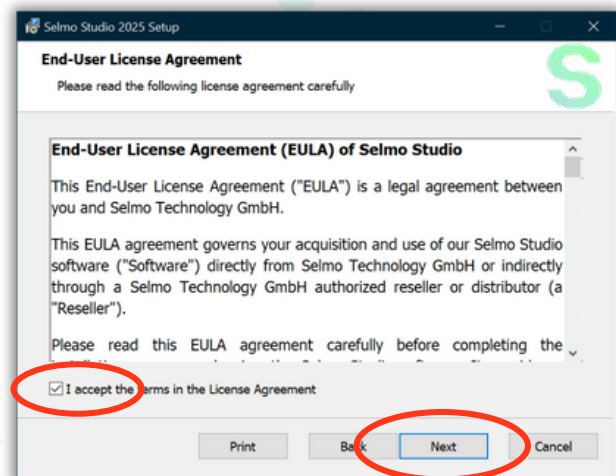 Selmo Studio 2025 Setup
End-User License Agreement
Please read the following license agreement carefully
S
End-User License Agreement (EULA) of Selmo Studio
This End-User License Agreement ("EULA") is a legal agreement between
you and Selmo Technology GmbH.
This EULA agreement governs your acquisition and use of our Selmo Studio
software ("Software") directly from Selmo Technology GmbH or indirectly
through a Selmo Technology GmbH authorized reseller or distributor (a
"Reseller").
Please read this EULA agreement carefully before completing the
I accept the terms in the License Agreement
Print Back Next Cancel